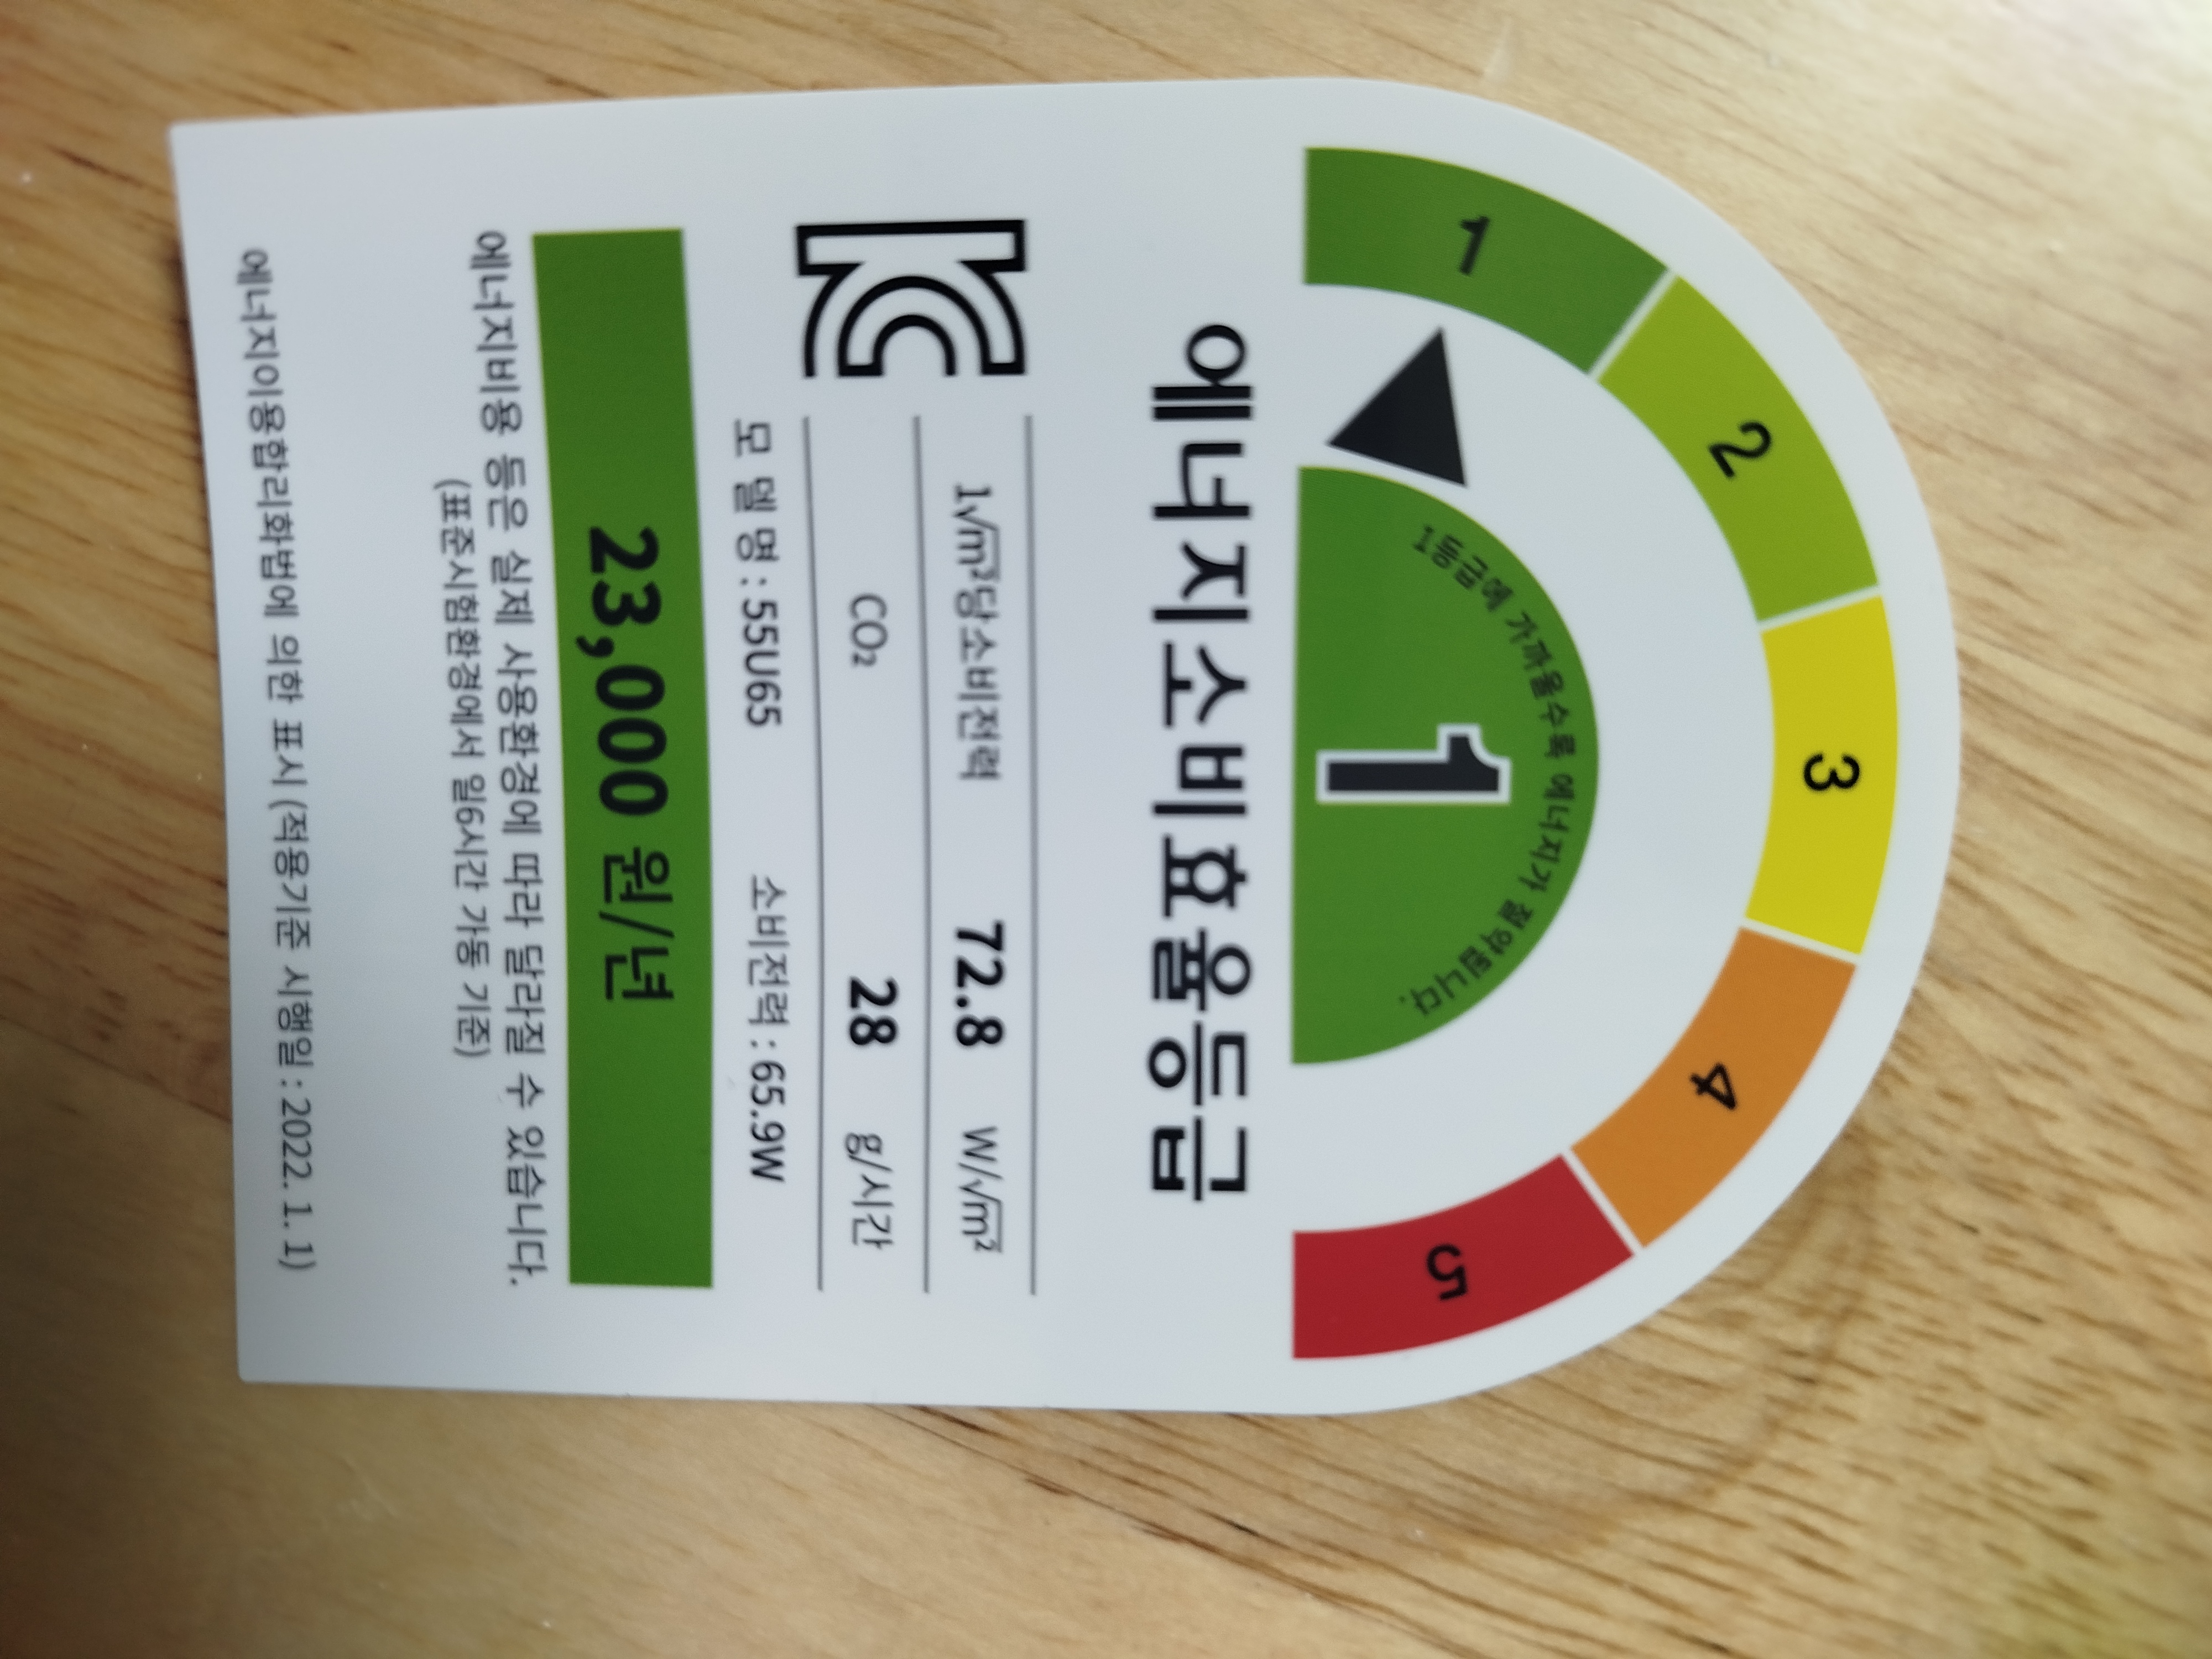 1 2 3 4 5
1등급에 가까울수록 에너지가 절약됩니다.
1
에너지소비효율등급
KC
1√m²당소비전력 72.8 W/√m²
CO₂ 28 g/시간
모 델 명 : 55U65 소비전력 : 65.9W
23,000 원/년
에너지비용 등은 실제 사용환경에 따라 달라질 수 있습니다.
(표준시험환경에서 일6시간 가동 기준)
에너지이용합리화법에 의한 표시 (적용기준 시행일 : 2022. 1. 1)